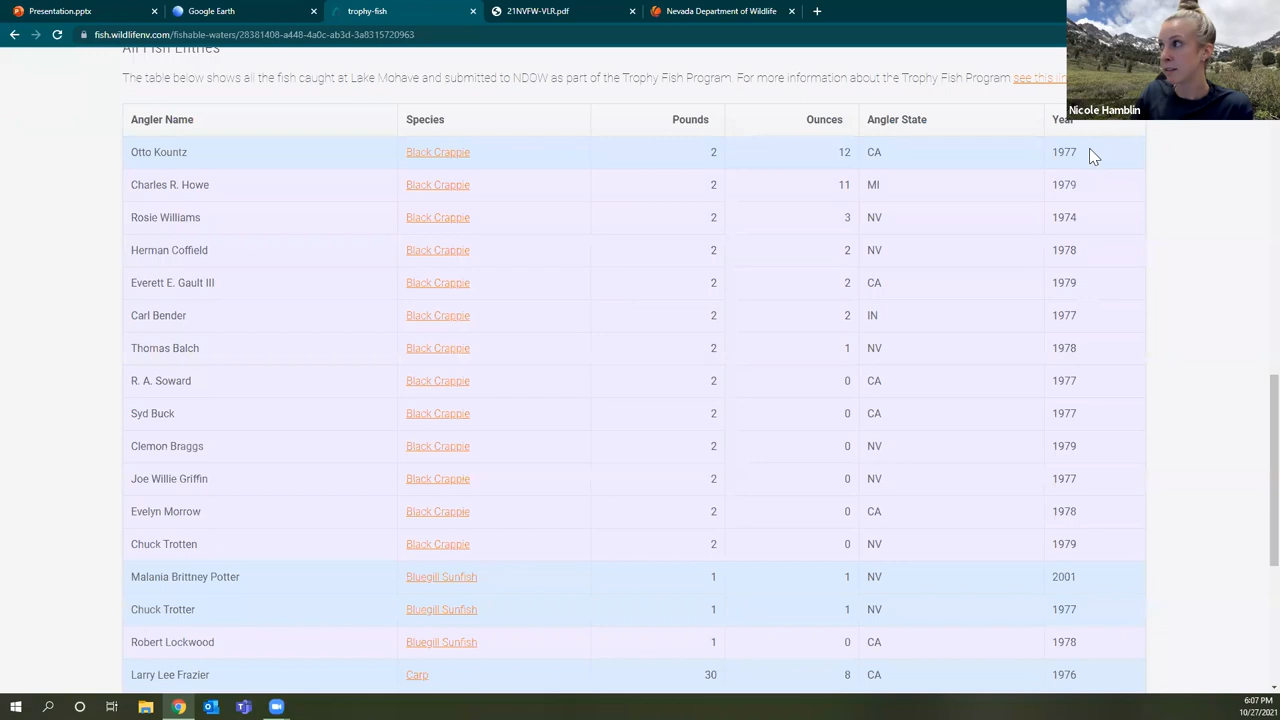 Presentation.pptx
Google Earth
trophy-fish
21NVFW-VLR.pdf
Nevada Department of Wildlife
fish.wildlifenv.com/fishable-waters/28381408-a448-4a0c-ab3d-3a8315720963
All Fish Entries
The table below shows all the fish caught at Lake Mohave and submitted to NDOW as part of the Trophy Fish Program. For more information about the Trophy Fish Program see this
Nicole Hamblin
Angler Name Species Pounds Ounces Angler State Year
Otto Kountz Black Crappie 2 12 CA 1977
Charles R. Howe Black Crappie 2 11 MI 1979
Rosie Williams Black Crappie 2 3 NV 1974
Herman Coffield Black Crappie 2 2 NV 1978
Everett E. Gault III Black Crappie 2 2 CA 1979
Carl Bender Black Crappie 2 2 IN 1977
Thomas Balch Black Crappie 2 1 NV 1978
R. A. Soward Black Crappie 2 0 CA 1977
Syd Buck Black Crappie 2 0 CA 1977
Clemon Braggs Black Crappie 2 0 NV 1979
Joe Willie Griffin Black Crappie 2 0 NV 1977
Evelyn Morrow Black Crappie 2 0 CA 1978
Chuck Trotten Black Crappie 2 0 NV 1979
Malania Brittney Potter Bluegill Sunfish 1 1 NV 2001
Chuck Trotter Bluegill Sunfish 1 1 NV 1977
Robert Lockwood Bluegill Sunfish 1 0 CA 1978
Larry Lee Frazier Carp 30 8 CA 1976
6:07 PM
10/27/2021